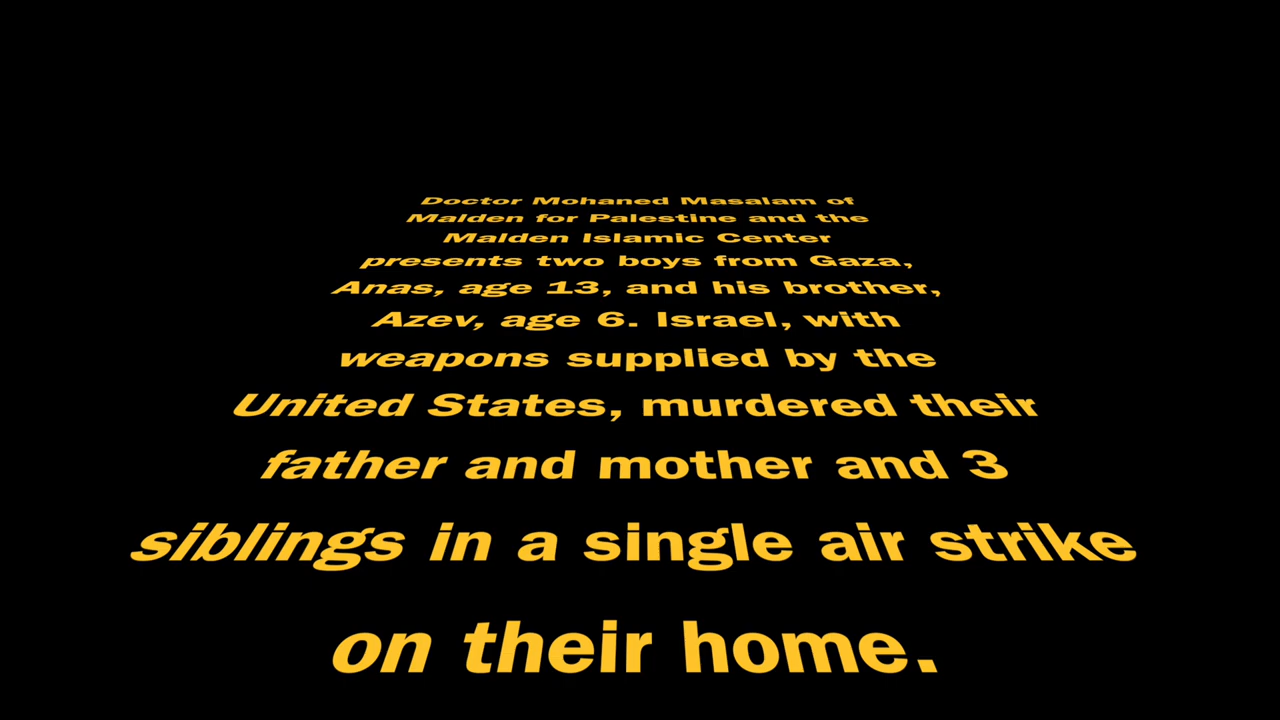 Doctor Mohaned Masalam of
Malden for Palestine and the
Malden Islamic Center
presents two boys from Gaza,
Anas, age 13, and his brother,
Azev, age 6. Israel, with
weapons supplied by the
United States, murdered their
father and mother and 3
siblings in a single air strike
on their home.